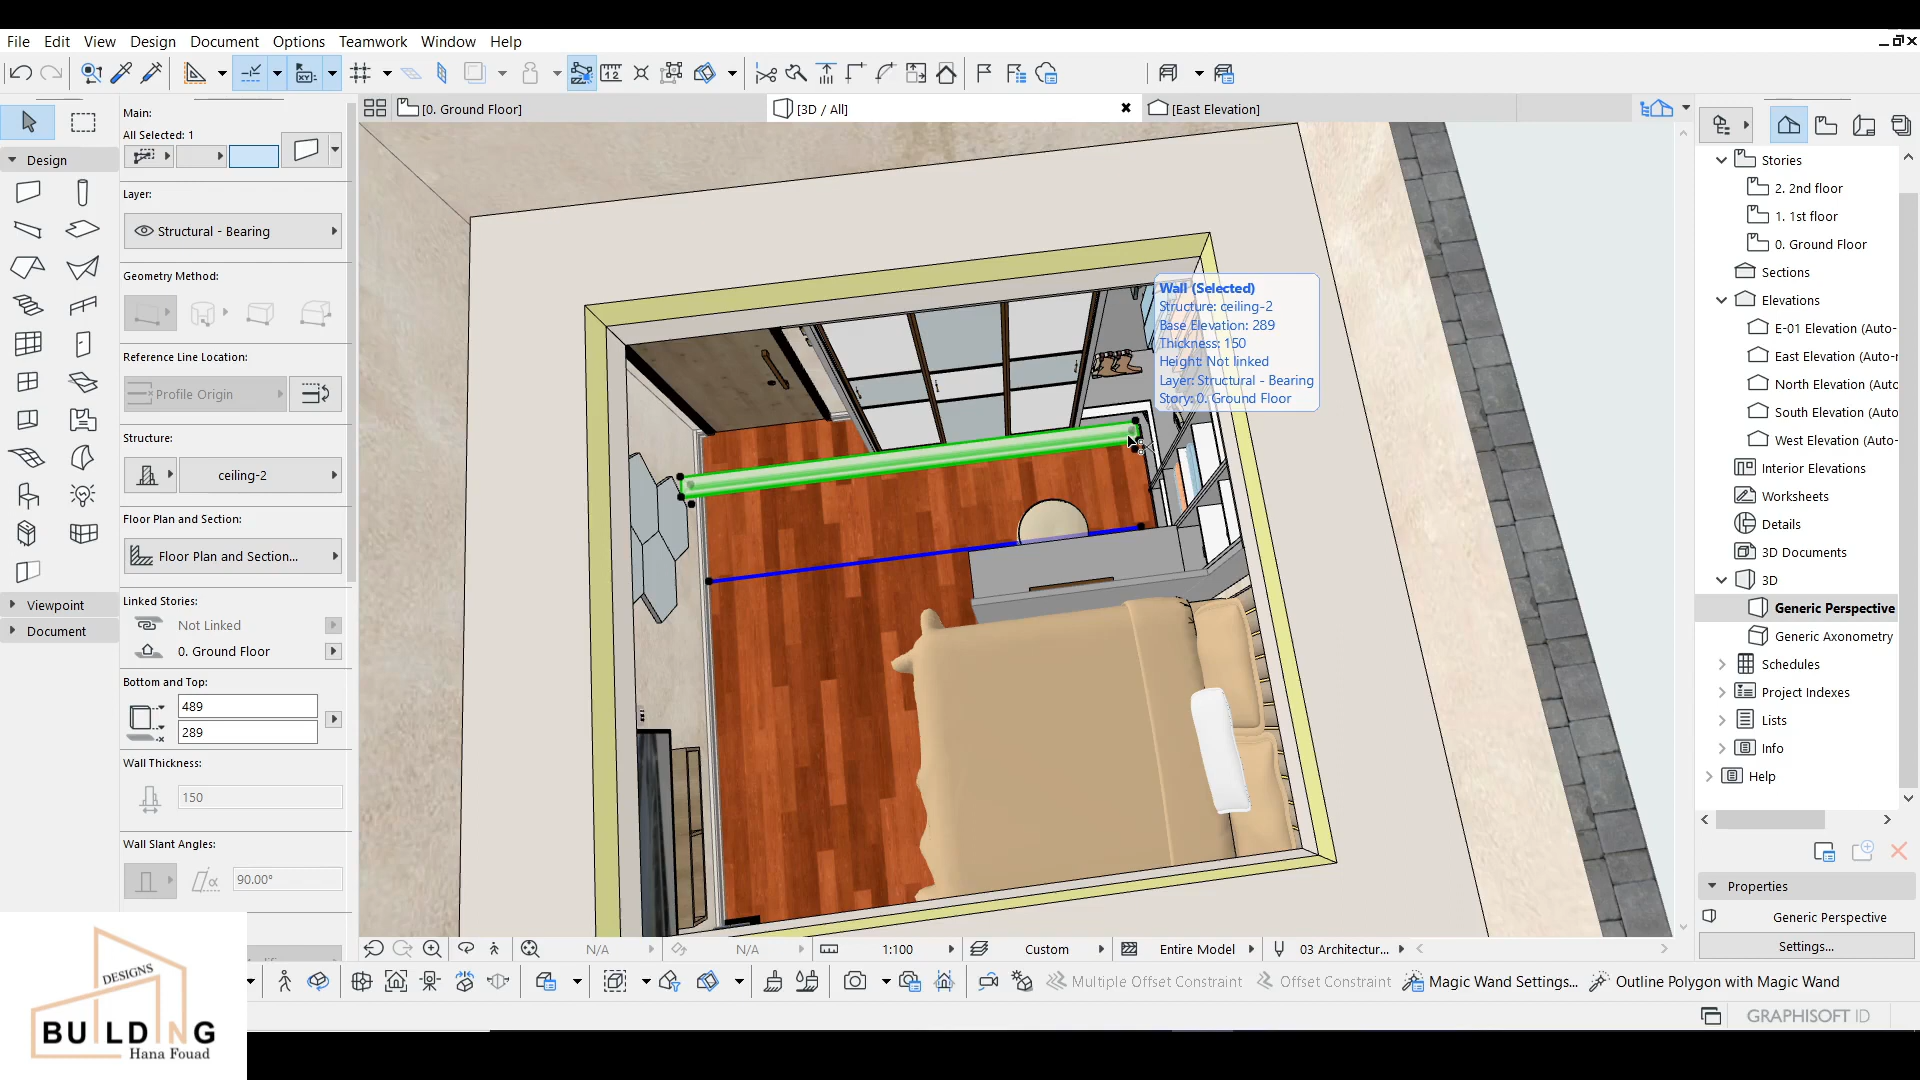 File Edit View Design Document Options Teamwork Window Help
[0. Ground Floor]
[3D / All]
[East Elevation]
Main:
All Selected: 1
Design
Layer:
Structural - Bearing
Geometry Method:
Reference Line Location:
Profile Origin
Structure:
ceiling-2
Floor Plan and Section:
Floor Plan and Section...
Linked Stories:
Not Linked
0. Ground Floor
Bottom and Top:
489
289
Wall Thickness:
150
Wall Slant Angles:
90.00°
Viewpoint
Document
Wall (Selected)
Structure: ceiling-2
Base Elevation: 289
Thickness: 150
Height: Not linked
Layer: Structural - Bearing
Story: 0. Ground Floor
Stories
2. 2nd floor
1. 1st floor
0. Ground Floor
Sections
Elevations
E-01 Elevation (Auto-
East Elevation (Auto-r
North Elevation (Autc
South Elevation (Autc
West Elevation (Auto-
Interior Elevations
Worksheets
Details
3D Documents
3D
Generic Perspective
Generic Axonometry
Schedules
Project Indexes
Lists
Info
Help
Properties
Generic Perspective
Settings...
N/A
N/A
1:100
Custom
Entire Model
03 Architectur...
Multiple Offset Constraint
Offset Constraint
Magic Wand Settings...
Outline Polygon with Magic Wand
GRAPHISOFT ID
DESIGNS
BUILDING
Hana Fouad